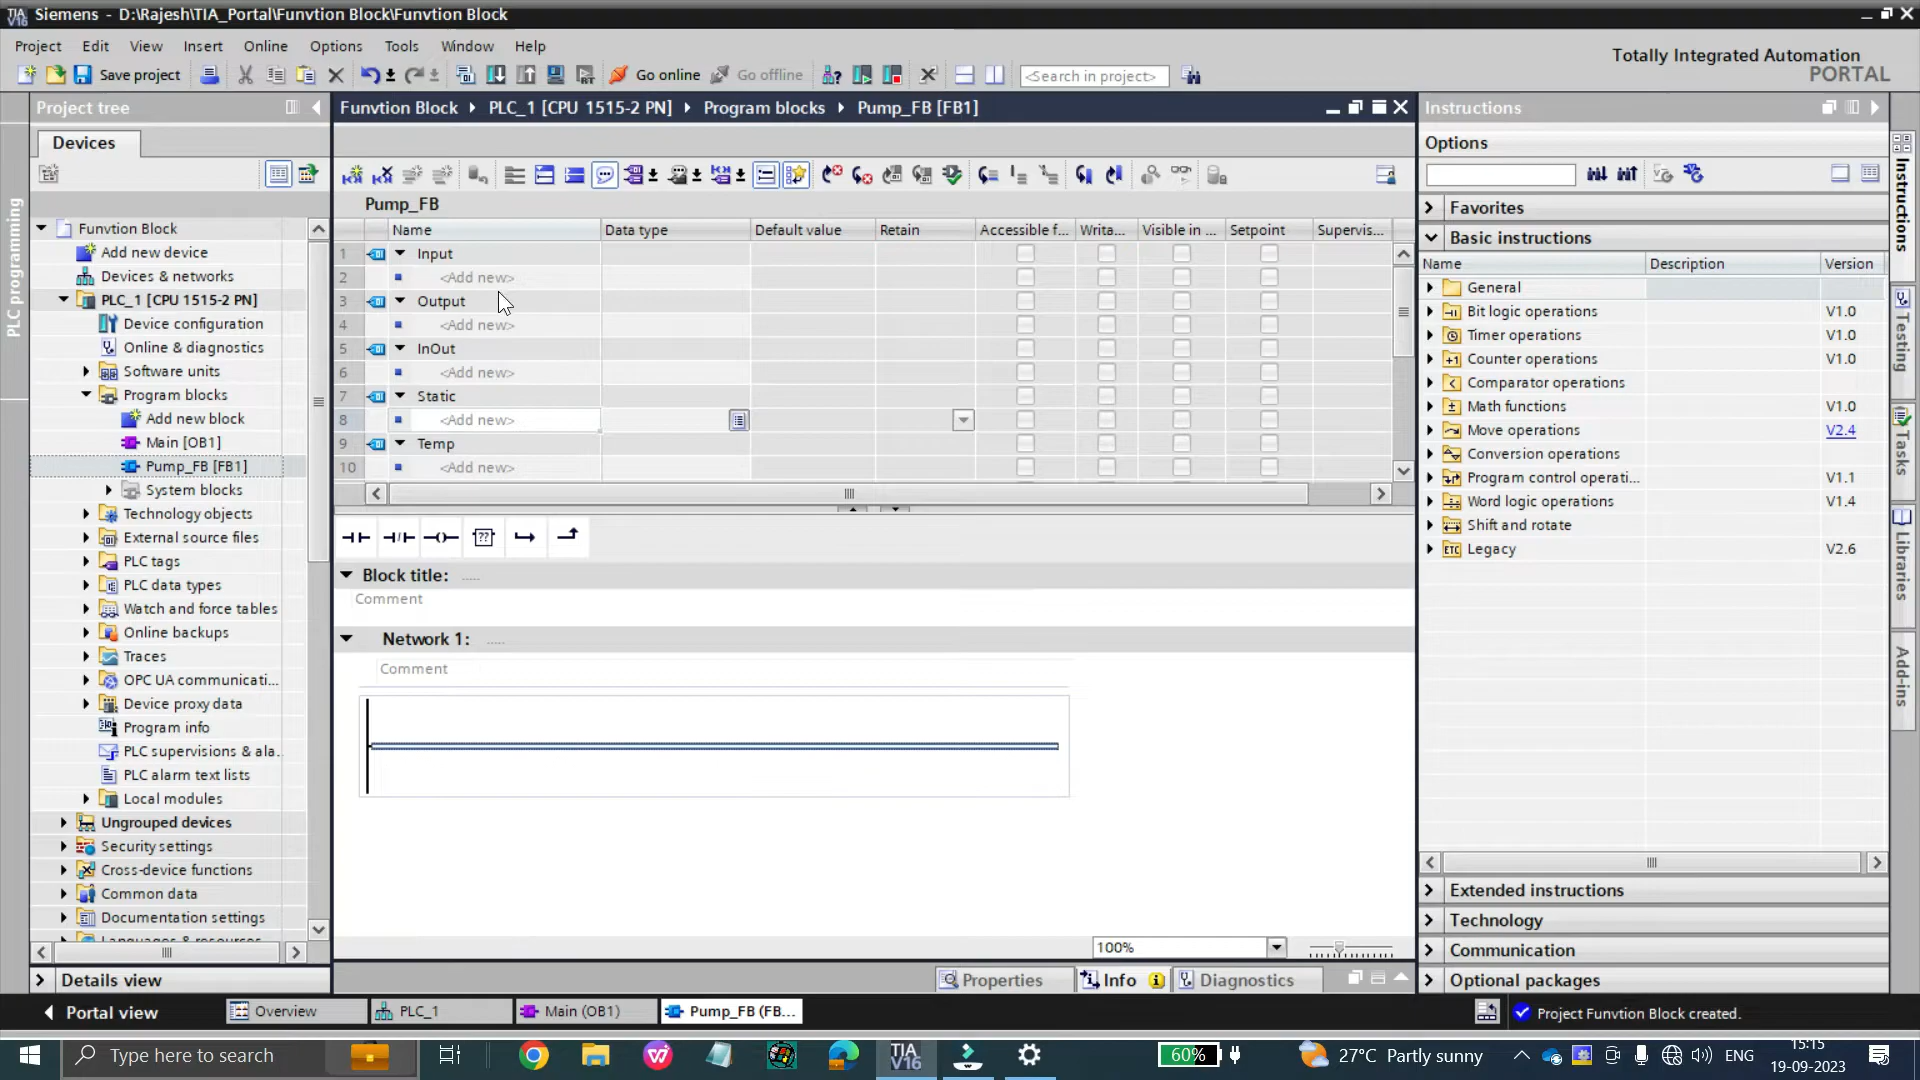 Siemens - D:\Rajesh\TIA_Portal\Funvtion Block\Funvtion Block
Project Edit View Insert Online Options Tools Window Help
Totally Integrated Automation
PORTAL
Save project
Go online
Go offline
<Search in project>
Project tree
Funvtion Block
PLC_1 [CPU 1515-2 PN]
Program blocks
Pump_FB [FB1]
Instructions
Devices
Options
Pump_FB
Name Data type Default value Retain Accessible f... Writa... Visible in ... Setpoint Supervis...
1 Input
2 <Add new>
3 Output
4 <Add new>
5 InOut
6 <Add new>
7 Static
8 <Add new>
9 Temp
10 <Add new>
Block title: .....
Comment
Network 1: .....
Comment
100%
Properties
Info
Diagnostics
PLC programming
Funvtion Block
Add new device
Devices & networks
PLC_1 [CPU 1515-2 PN]
Device configuration
Online & diagnostics
Software units
Program blocks
Add new block
Main [OB1]
Pump_FB [FB1]
System blocks
Technology objects
External source files
PLC tags
PLC data types
Watch and force tables
Online backups
Traces
OPC UA communicati...
Device proxy data
Program info
PLC supervisions & ala...
PLC alarm text lists
Local modules
Ungrouped devices
Security settings
Cross-device functions
Common data
Documentation settings
Languages & resources
Details view
Favorites
Basic instructions
Name Description Version
General
Bit logic operations V1.0
Timer operations V1.0
Counter operations V1.0
Comparator operations
Math functions
Move operations V2.4
Conversion operations
Program control operati... V1.1
Word logic operations V1.4
Shift and rotate
Legacy V2.6
Extended instructions
Technology
Communication
Optional packages
Instructions
Testing
Tasks
Libraries
Add-ins
Portal view
Overview
PLC_1
Main (OB1)
Pump_FB (FB...
Project Funvtion Block created.
Type here to search
TIA
V16
60%
27°C Partly sunny
ENG
15:15
19-09-2023